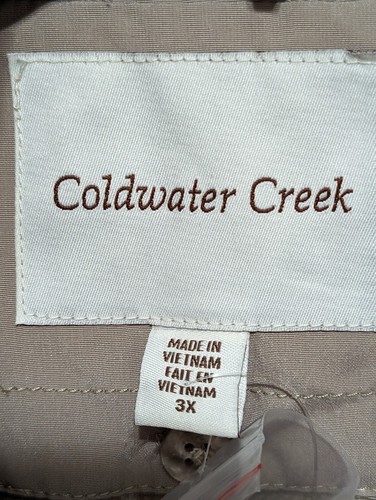 Coldwater Creek
MADE IN
VIETNAM
FAIT EN
VIETNAM
3X